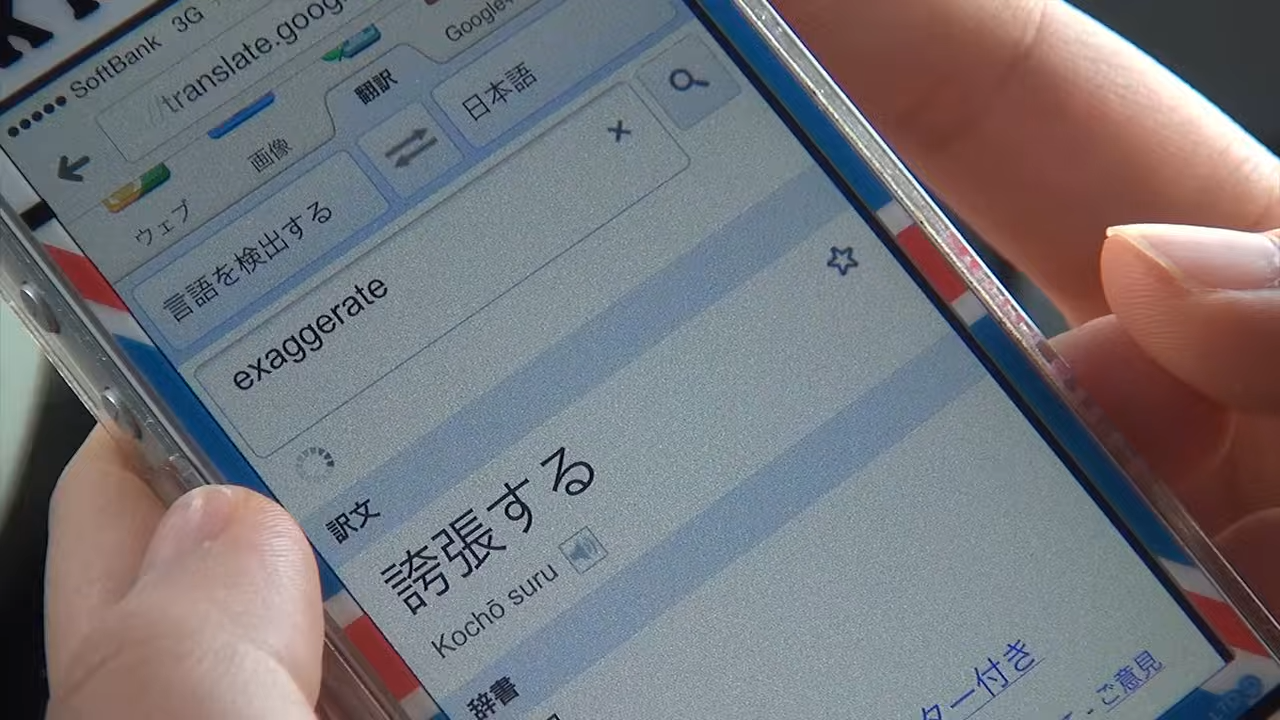 SoftBank 3G
translate.goog
ウェブ
画像
翻訳
Google
言語を検出する
日本語
exaggerate
訳文
誇張する
Kochō suru
辞書
ター付き
ご意見